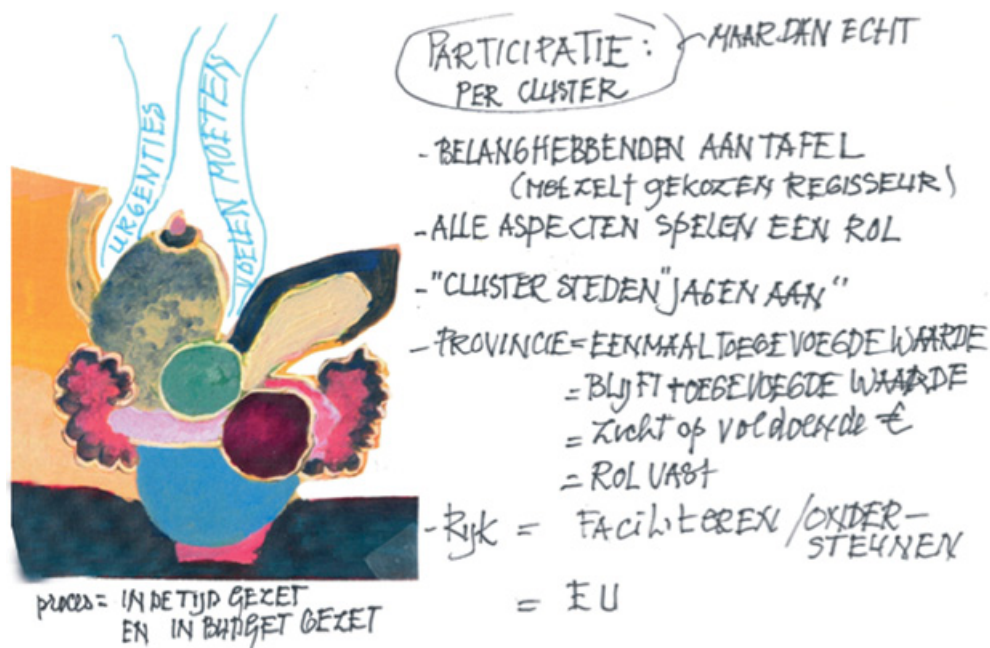 URGENTIES
VOELEN MOETEN
PARTICIPATIE:
PER CLUSTER
MAAR DAN ECHT
- BELANGHEBBENDEN AAN TAFEL
(MET ZELF GEKOZEN REGISSEUR)
- ALLE ASPECTEN SPELEN EEN ROL
- "CLUSTER STEDEN" JAGEN AAN"
- PROVINCIE = EENMAAL TOEGEVOEGDE WAARDE
= BLIJFT TOEGEVOEGDE WAARDE
= Zicht op voldoende €
= ROL VAST
- Rijk = FACILITEREN / ONDER-
STEUNEN
= EU
proces = IN DE TIJD GEZET
EN IN BUDGET GEZET